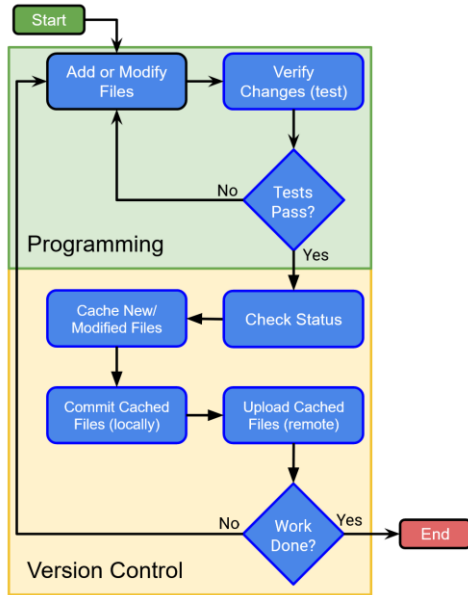 Start
Add or Modify
Files
Verify
Changes (test)
No
Tests
Pass?
Programming
Yes
Cache New/
Modified Files
Check Status
Commit Cached
Files (locally)
Upload Cached
Files (remote)
No
Work
Done?
Yes
End
Version Control